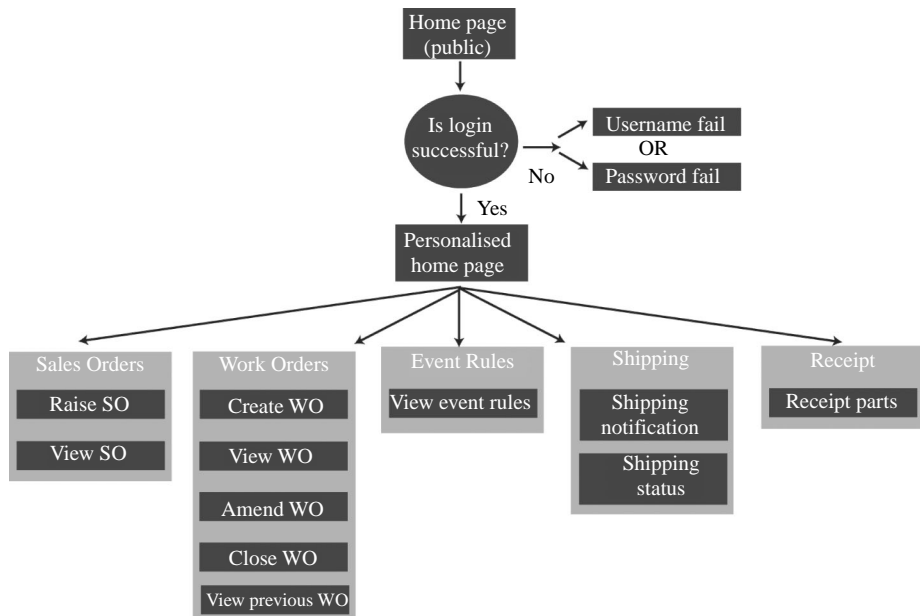 Home page
(public)
Is login
successful?
Username fail
OR
Password fail
No
Yes
Personalised
home page
Sales Orders
Raise SO
View SO
Work Orders
Create WO
View WO
Amend WO
Close WO
View previous WO
Event Rules
View event rules
Shipping
Shipping
notification
Shipping
status
Receipt
Receipt parts